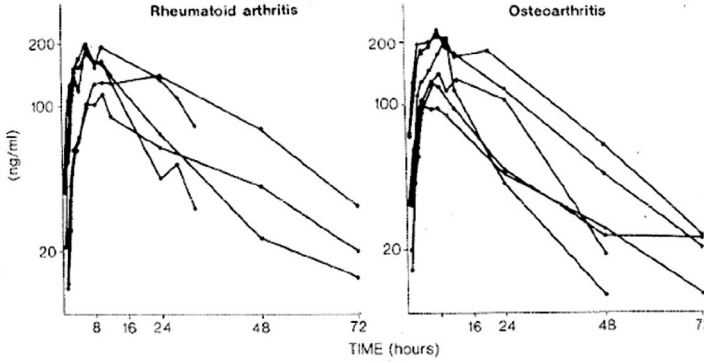 Rheumatoid arthritis
Osteoarthritis
200
100
20
(ng/ml)
8 16 24 48 72
200
100
20
16 24 48 7
TIME (hours)